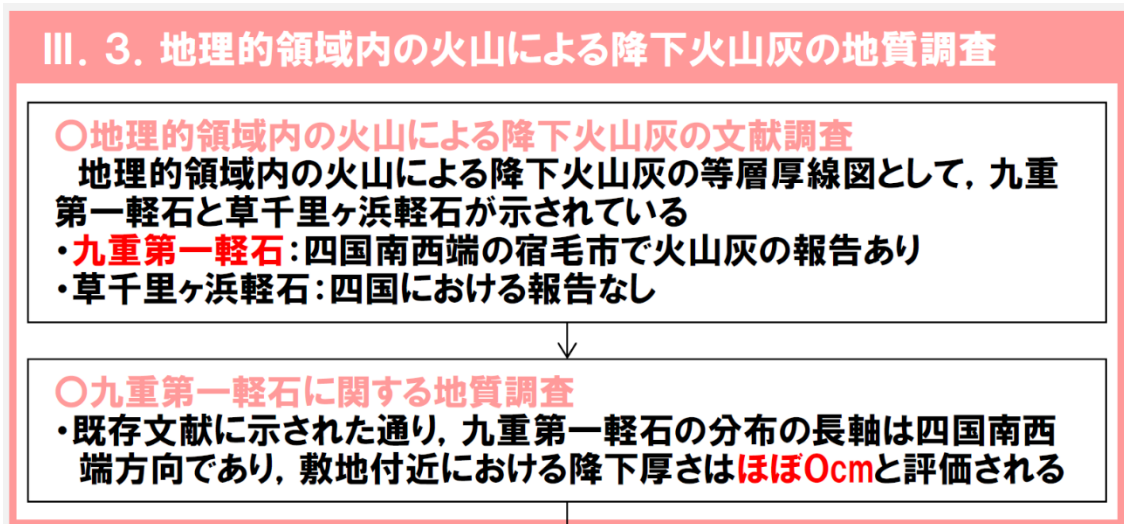 Ⅲ．３．地理的領域内の火山による降下火山灰の地質調査
○地理的領域内の火山による降下火山灰の文献調査
地理的領域内の火山による降下火山灰の等層厚線図として，九重
第一軽石と草千里ヶ浜軽石が示されている
・九重第一軽石：四国南西端の宿毛市で火山灰の報告あり
・草千里ヶ浜軽石：四国における報告なし
○九重第一軽石に関する地質調査
・既存文献に示された通り，九重第一軽石の分布の長軸は四国南西
端方向であり，敷地付近における降下厚さはほぼ0cmと評価される